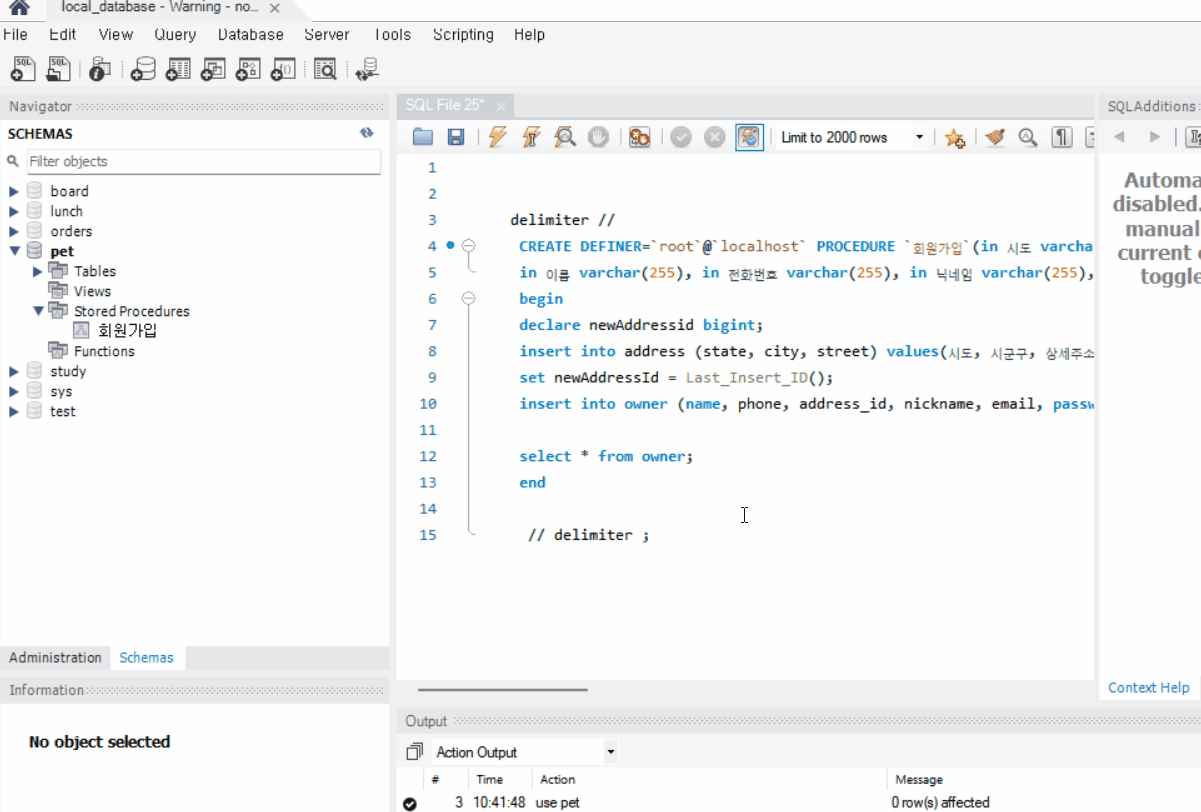 local_database - Warning - no...
File Edit View Query Database Server Tools Scripting Help
Navigator
SCHEMAS
Filter objects
board
lunch
orders
pet
Tables
Views
Stored Procedures
회원가입
Functions
study
sys
test
Administration Schemas
Information
No object selected
SQL File 25*
Limit to 2000 rows
1
2
3 delimiter //
4 CREATE DEFINER=`root`@`localhost` PROCEDURE `회원가입`(in 시도 varcha
5 in 이름 varchar(255), in 전화번호 varchar(255), in 닉네임 varchar(255),
6 begin
7 declare newAddressid bigint;
8 insert into address (state, city, street) values(시도, 시군구, 상세주소
9 set newAddressId = Last_Insert_ID();
10 insert into owner (name, phone, address_id, nickname, email, passw
11
12 select * from owner;
13 end
14
15 // delimiter ;
SQLAdditions
Automa
disabled.
manual
current c
toggle
Context Help
Output
Action Output
# Time Action Message
3 10:41:48 use pet 0 row(s) affected